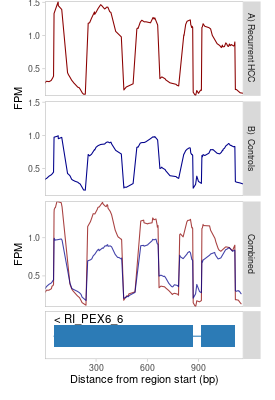 1.5
1.0
0.5
A) Recurrent HCC
FPM
1.5
1.0
0.5
B): Controls
1.0
0.5
Combined
FPM
< RI_PEX6_6
300 600 900
Distance from region start (bp)